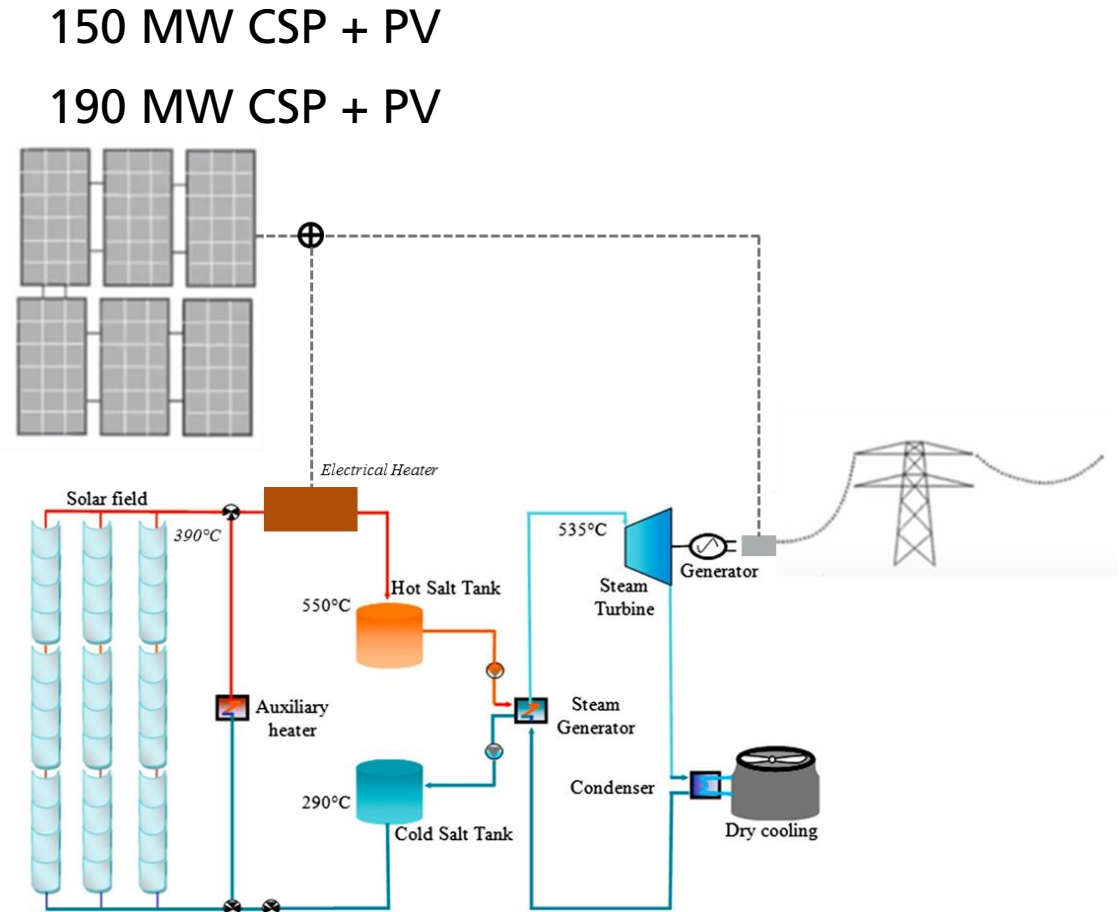 150 MW CSP + PV
190 MW CSP + PV
Electrical Heater
Solar field
390°C
Hot Salt Tank
550°C
535°C
Generator
Steam
Turbine
Auxiliary
heater
Steam
Generator
290°C
Cold Salt Tank
Condenser
Dry cooling